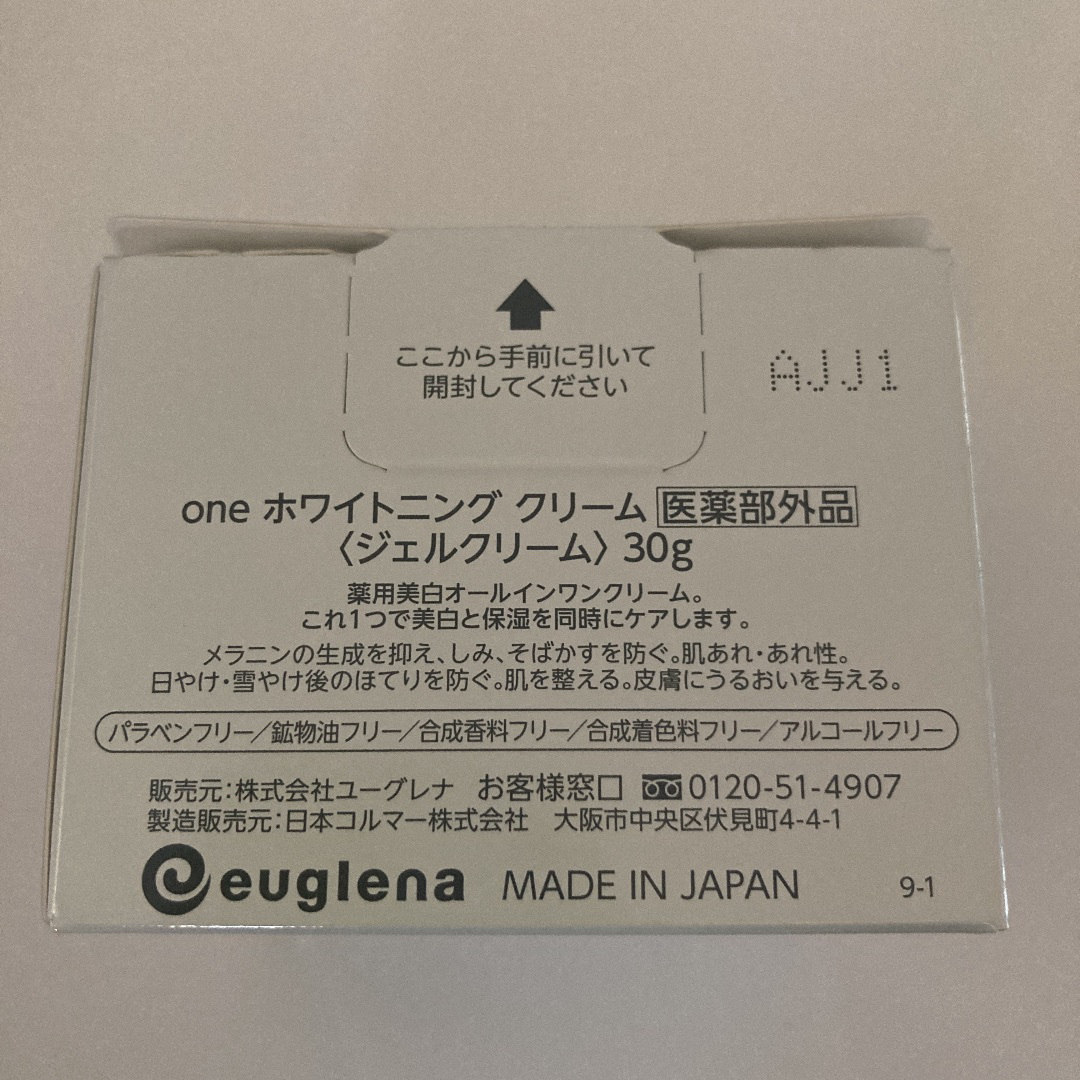 ここから手前に引いて
開封してください
AJJ1
one ホワイトニング クリーム 医薬部外品
〈ジェルクリーム〉 30g
薬用美白オールインワンクリーム。
これ1つで美白と保湿を同時にケアします。
メラニンの生成を抑え、しみ、そばかすを防ぐ。肌あれ・あれ性。
日やけ・雪やけ後のほてりを防ぐ。肌を整える。皮膚にうるおいを与える。
パラベンフリー/鉱物油フリー/合成香料フリー/合成着色料フリー/アルコールフリー
販売元:株式会社ユーグレナ お客様窓口 0120-51-4907
製造販売元:日本コルマー株式会社 大阪市中央区伏見町4-4-1
euglena MADE IN JAPAN 9-1